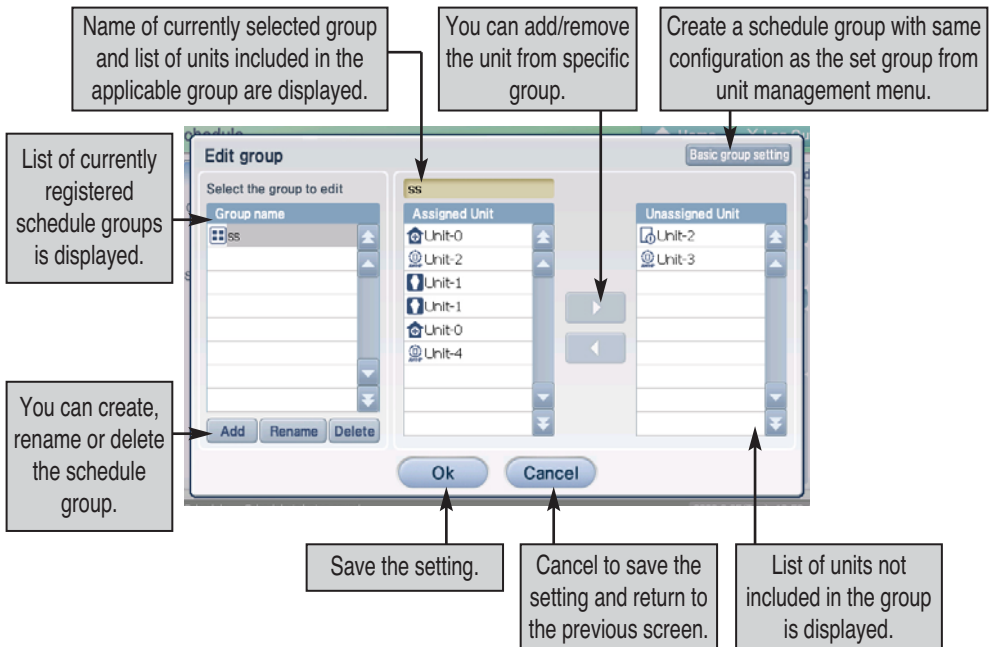 Name of currently selected group
and list of units included in the
applicable group are displayed.
You can add/remove
the unit from specific
group.
Create a schedule group with same
configuration as the set group from
unit management menu.
List of currently
registered
schedule groups
is displayed.
Edit group
Basic group setting
Select the group to edit
ss
Group name
Assigned Unit
Unassigned Unit
ss
Unit-0
Unit-2
Unit-1
Unit-1
Unit-0
Unit-4
Unit-2
Unit-3
You can create,
rename or delete
the schedule
group.
Add
Rename
Delete
Ok
Cancel
Save the setting.
Cancel to save the
setting and return to
the previous screen.
List of units not
included in the group
is displayed.